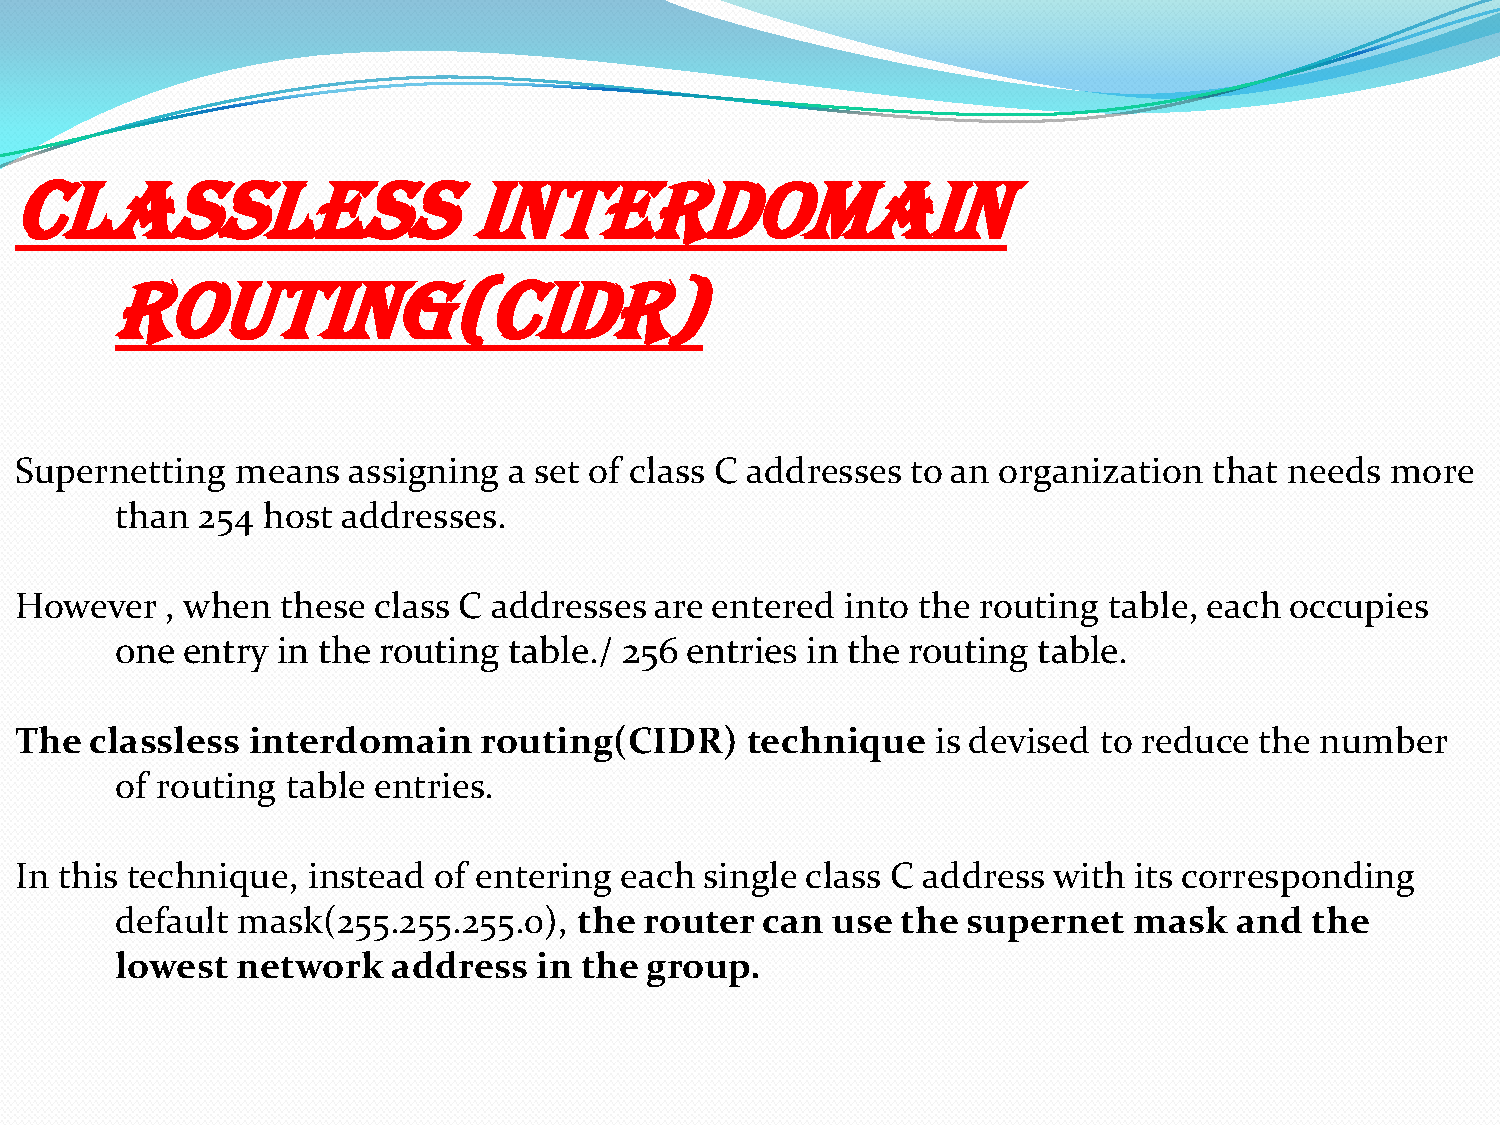 CLASSLESS INTERDOMAIN
ROUTING(CIDR)
Supernetting means assigning a set of class C addresses to an organization that needs more
than 254 host addresses.
However , when these class C addresses are entered into the routing table, each occupies
one entry in the routing table./ 256 entries in the routing table.
The classless interdomain routing(CIDR) technique is devised to reduce the number
of routing table entries.
In this technique, instead of entering each single class C address with its corresponding
default mask(255.255.255.0), the router can use the supernet mask and the
lowest network address in the group.